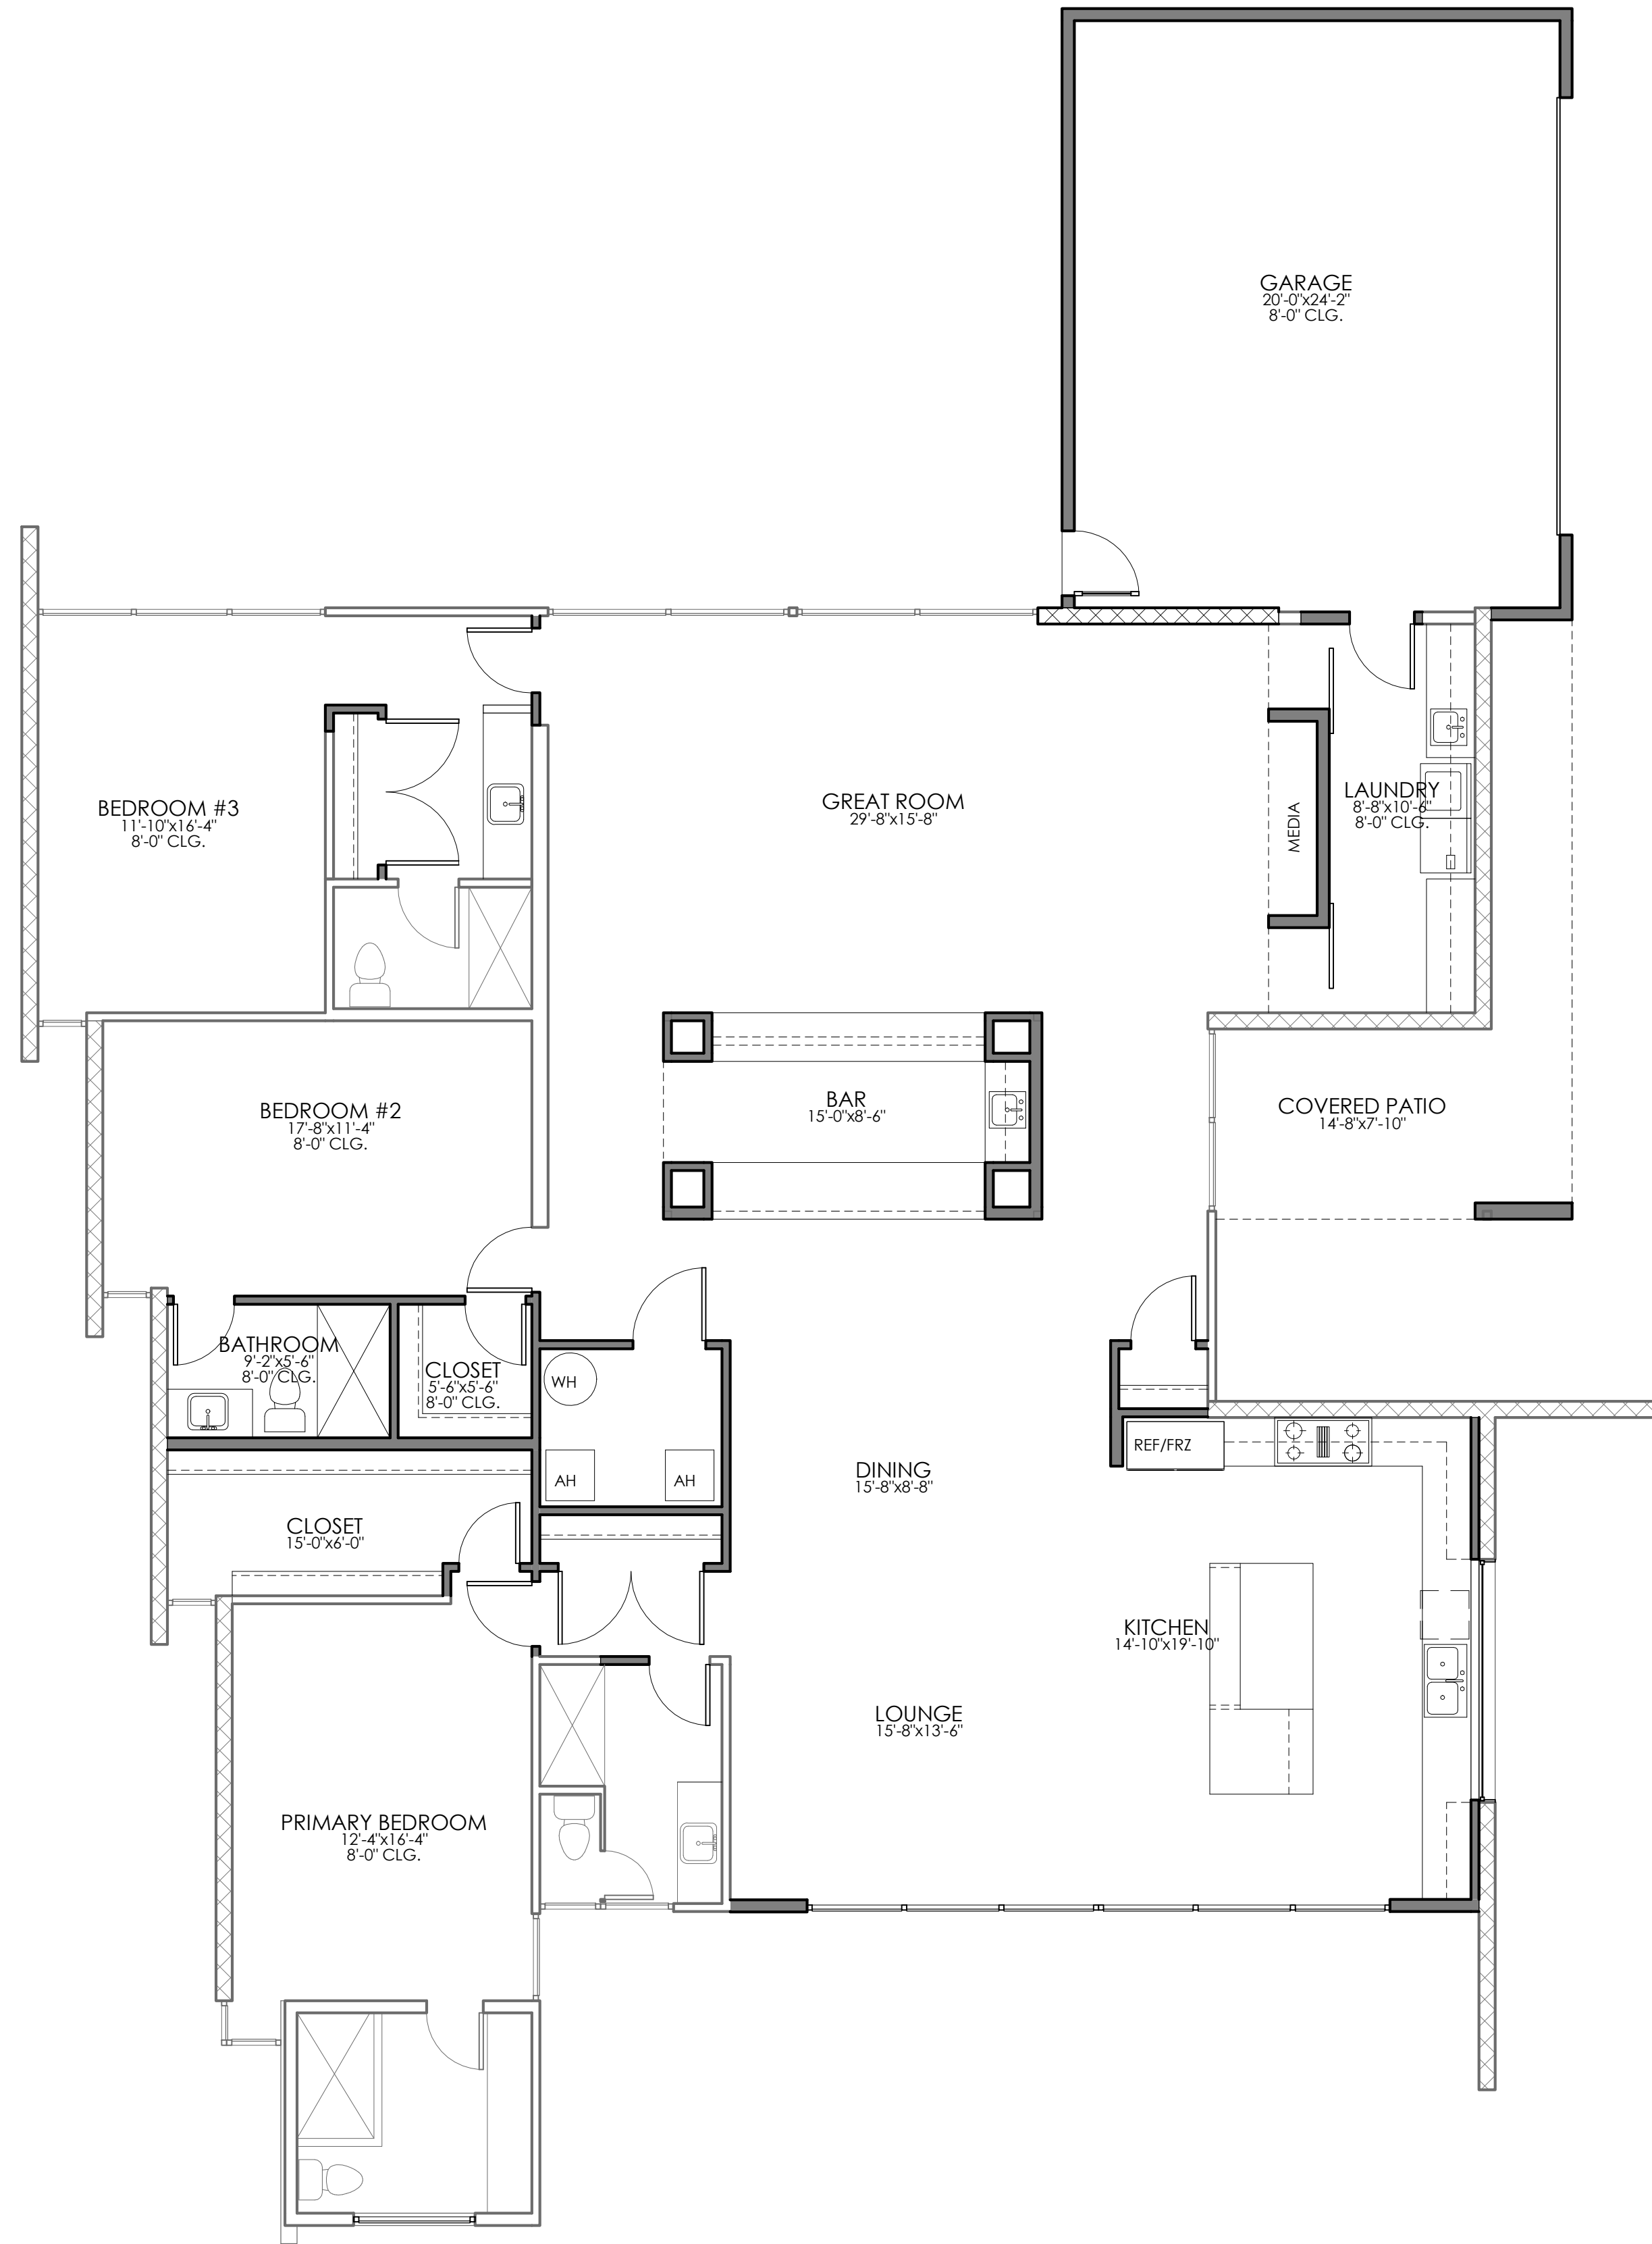 GARAGE
20'-0"x24'-2"
8'-0" CLG.
BEDROOM #3
11'-10"x16'-4"
8'-0" CLG.
GREAT ROOM
29'-8"x15'-8"
MEDIA
LAUNDRY
8'-8"x10'-6"
8'-0" CLG.
BEDROOM #2
17'-8"x11'-4"
8'-0" CLG.
BAR
15'-0"x8'-6"
COVERED PATIO
14'-8"x7'-10"
BATHROOM
9'-2"x5'-6"
8'-0" CLG.
CLOSET
5'-6"x5'-6"
8'-0" CLG.
WH
AH
AH
DINING
15'-8"x8'-8"
REF/FRZ
CLOSET
15'-0"x6'-0"
KITCHEN
14'-10"x19'-10"
LOUNGE
15'-8"x13'-6"
PRIMARY BEDROOM
12'-4"x16'-4"
8'-0" CLG.